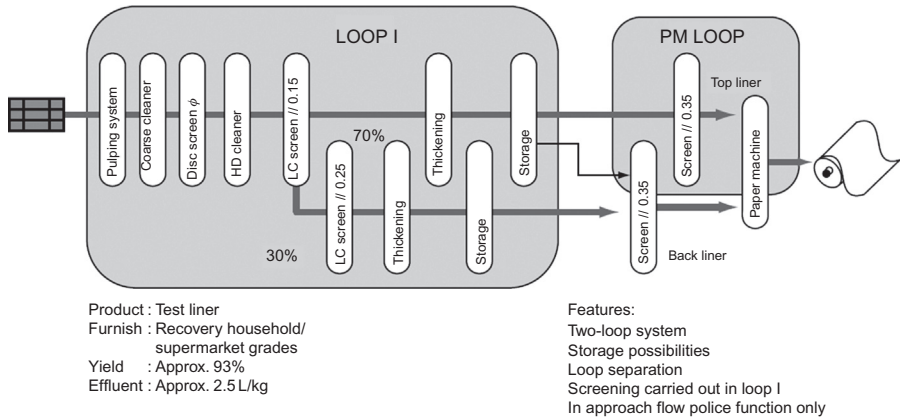 LOOP I
PM LOOP
Pulping system
Coarse cleaner
Disc screen ϕ
HD cleaner
LC screen // 0.15
70%
30%
LC screen // 0.25
Thickening
Thickening
Storage
Storage
Screen // 0.35
Screen // 0.35
Top liner
Back liner
Paper machine
Product : Test liner
Furnish : Recovery household/
supermarket grades
Yield : Approx. 93%
Effluent : Approx. 2.5 L/kg
Features:
Two-loop system
Storage possibilities
Loop separation
Screening carried out in loop I
In approach flow police function only